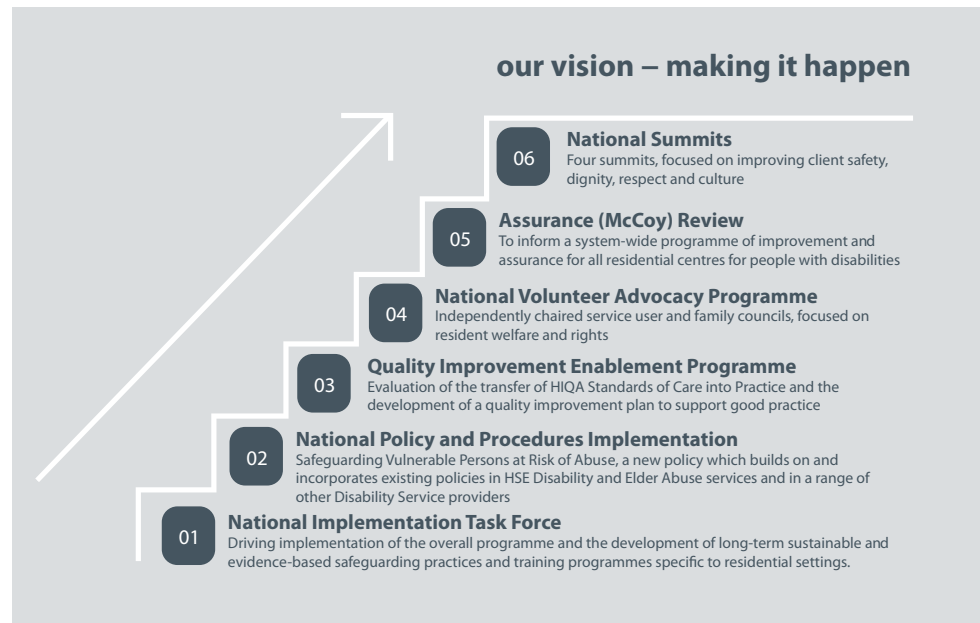 our vision – making it happen
06
National Summits
Four summits, focused on improving client safety,
dignity, respect and culture
05
Assurance (McCoy) Review
To inform a system-wide programme of improvement and
assurance for all residential centres for people with disabilities
04
National Volunteer Advocacy Programme
Independently chaired service user and family councils, focused on
resident welfare and rights
03
Quality Improvement Enablement Programme
Evaluation of the transfer of HIQA Standards of Care into Practice and the
development of a quality improvement plan to support good practice
02
National Policy and Procedures Implementation
Safeguarding Vulnerable Persons at Risk of Abuse, a new policy which builds on and
incorporates existing policies in HSE Disability and Elder Abuse services and in a range of
other Disability Service providers
01
National Implementation Task Force
Driving implementation of the overall programme and the development of long-term sustainable and
evidence-based safeguarding practices and training programmes specific to residential settings.